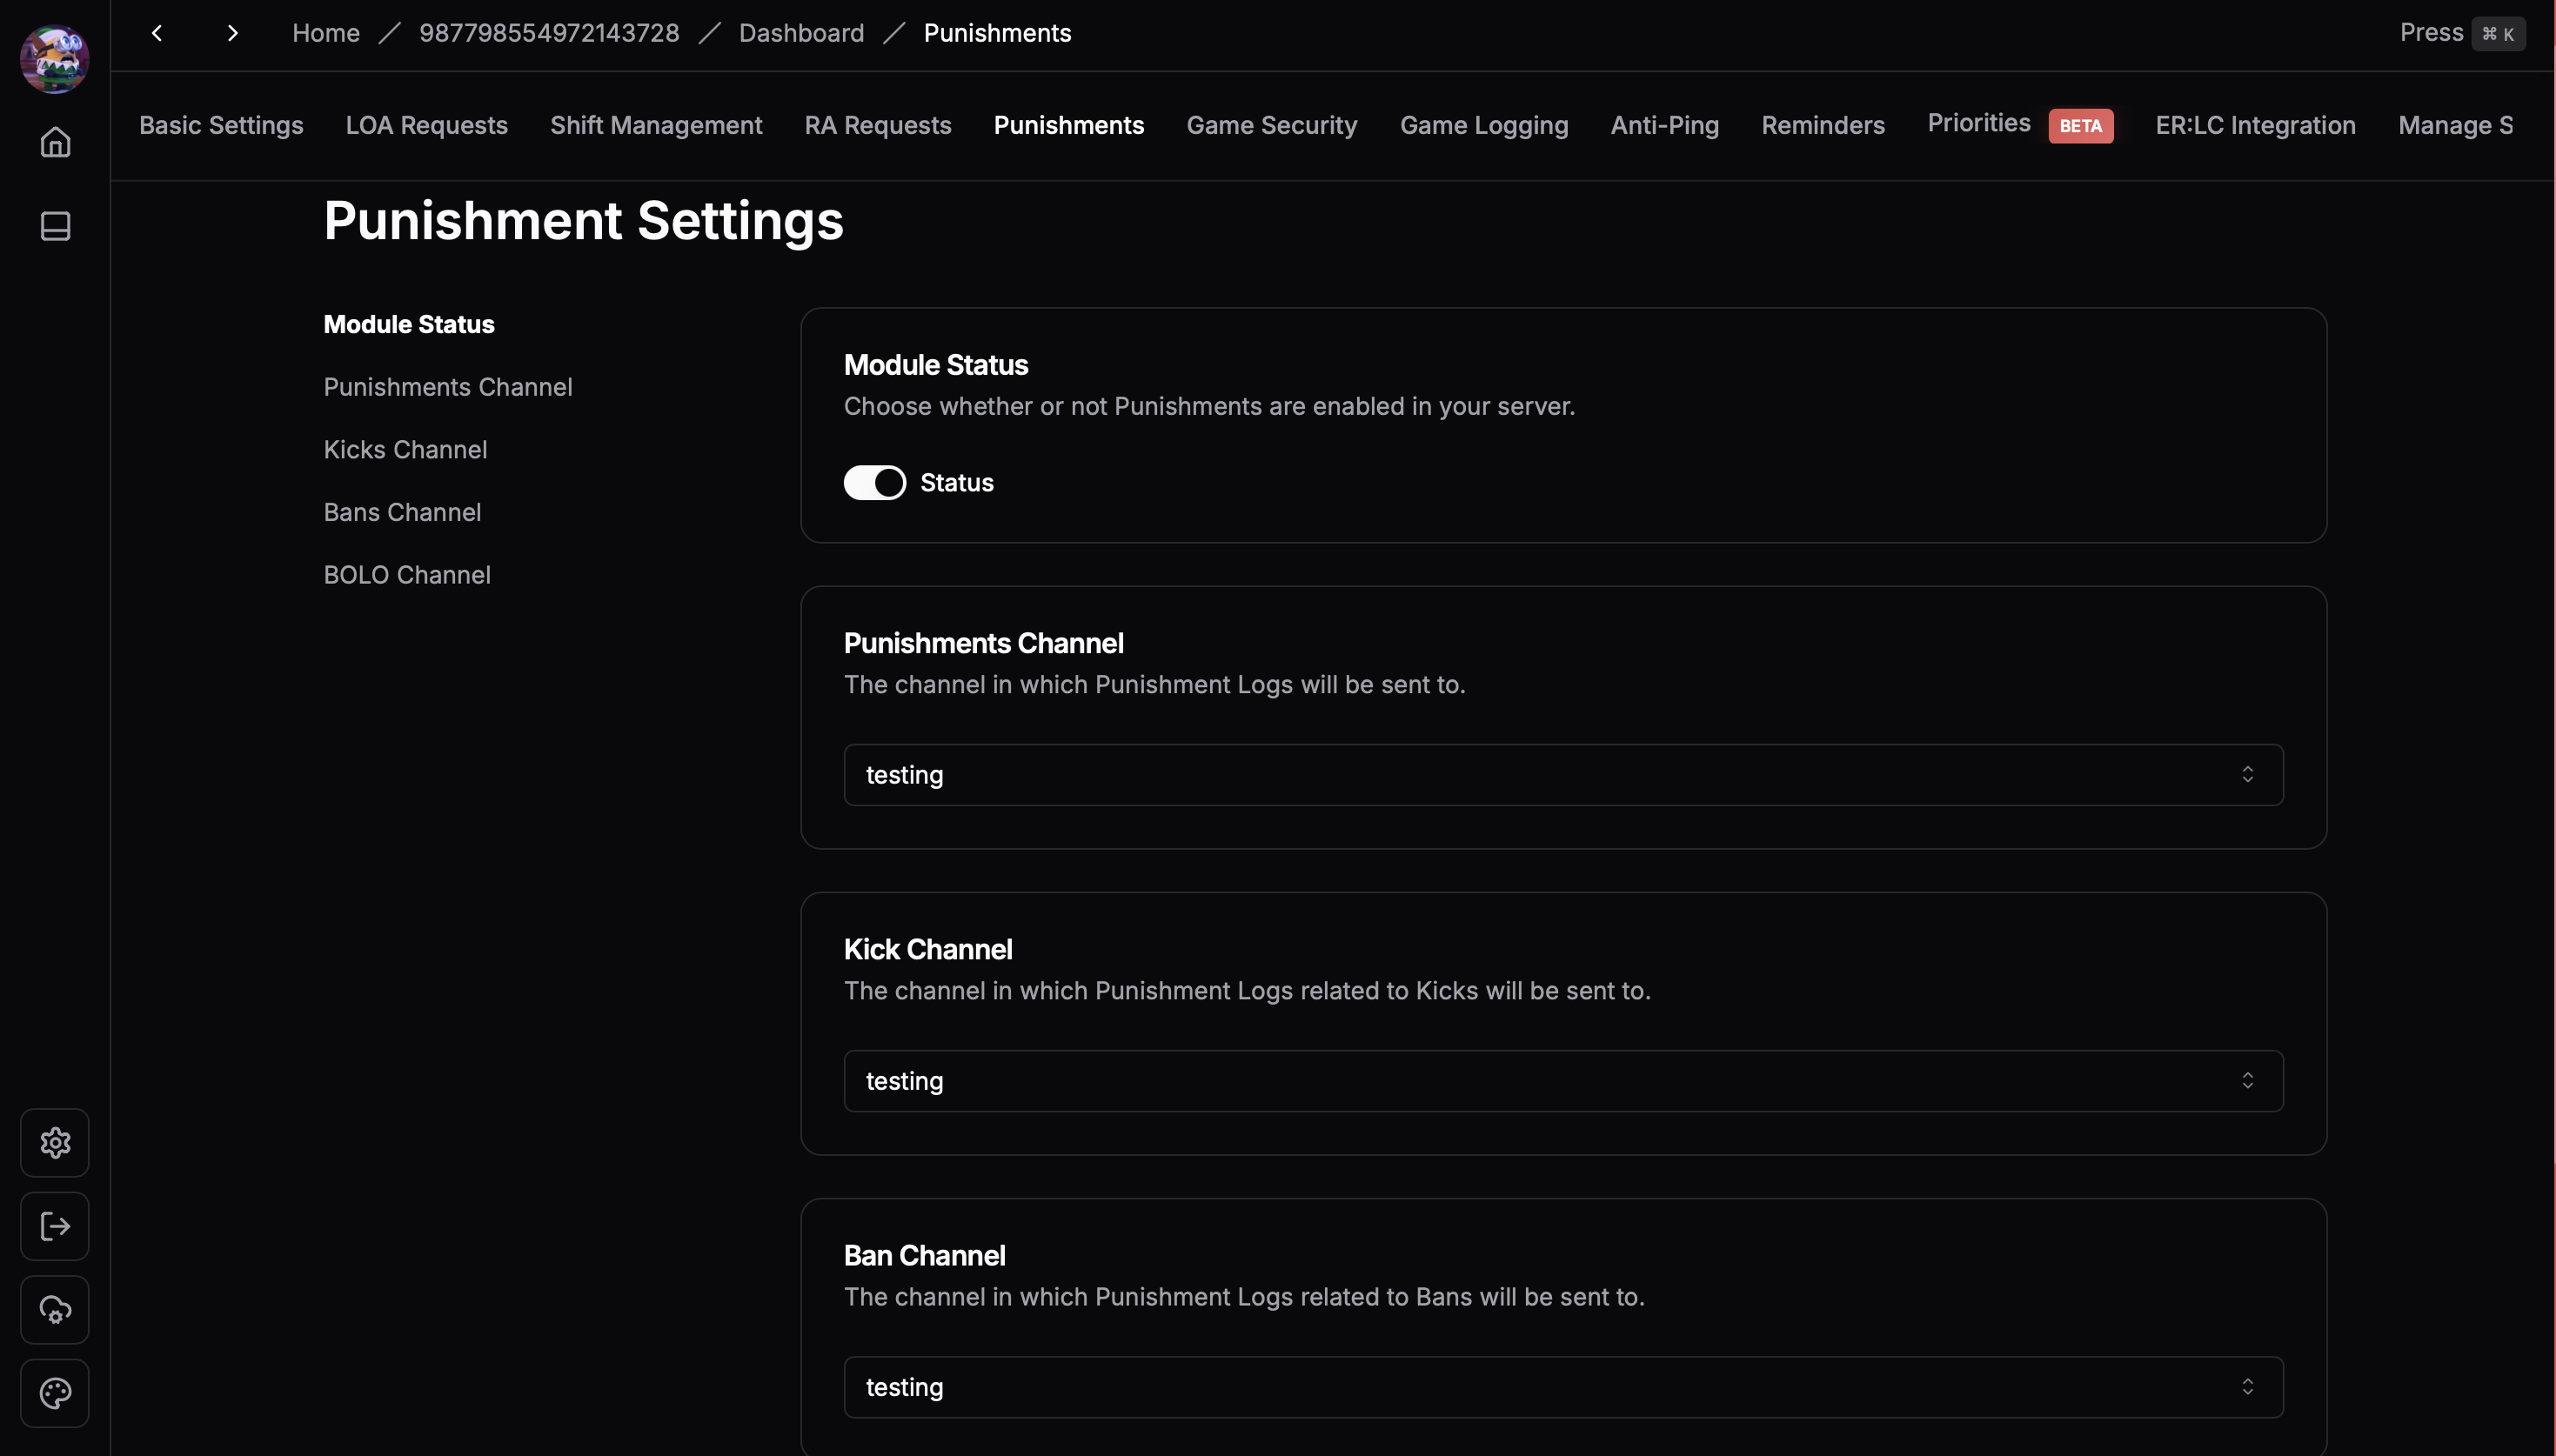 Home / 987798554972143728 / Dashboard / Punishments
Press ⌘ K
Basic Settings LOA Requests Shift Management RA Requests Punishments Game Security Game Logging Anti-Ping Reminders Priorities BETA ER:LC Integration Manage S
Punishment Settings
Module Status
Punishments Channel
Kicks Channel
Bans Channel
BOLO Channel
Module Status
Choose whether or not Punishments are enabled in your server.
Status
Punishments Channel
The channel in which Punishment Logs will be sent to.
testing
Kick Channel
The channel in which Punishment Logs related to Kicks will be sent to.
testing
Ban Channel
The channel in which Punishment Logs related to Bans will be sent to.
testing